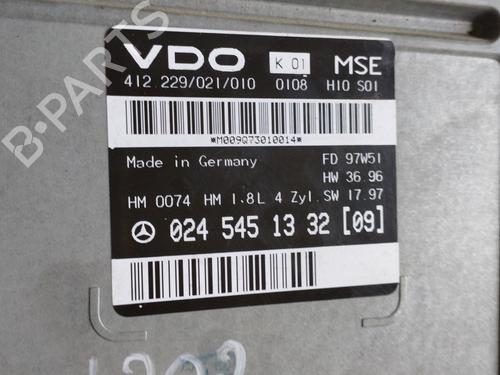 VDO K 01 MSE
412.229/021/010 0108 H10 S01
*M009Q73010014*
Made in Germany FD 97W51
HW 36.96
HM 0074 HM 1.8L 4 Zyl. SW 17.97
024 545 13 32 [09]
B-PARTS